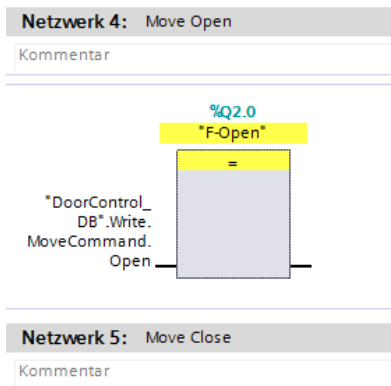 Netzwerk 4: Move Open
Kommentar
%Q2.0
"F-Open"
=
"DoorControl_
DB".Write.
MoveCommand.
Open
Netzwerk 5: Move Close
Kommentar